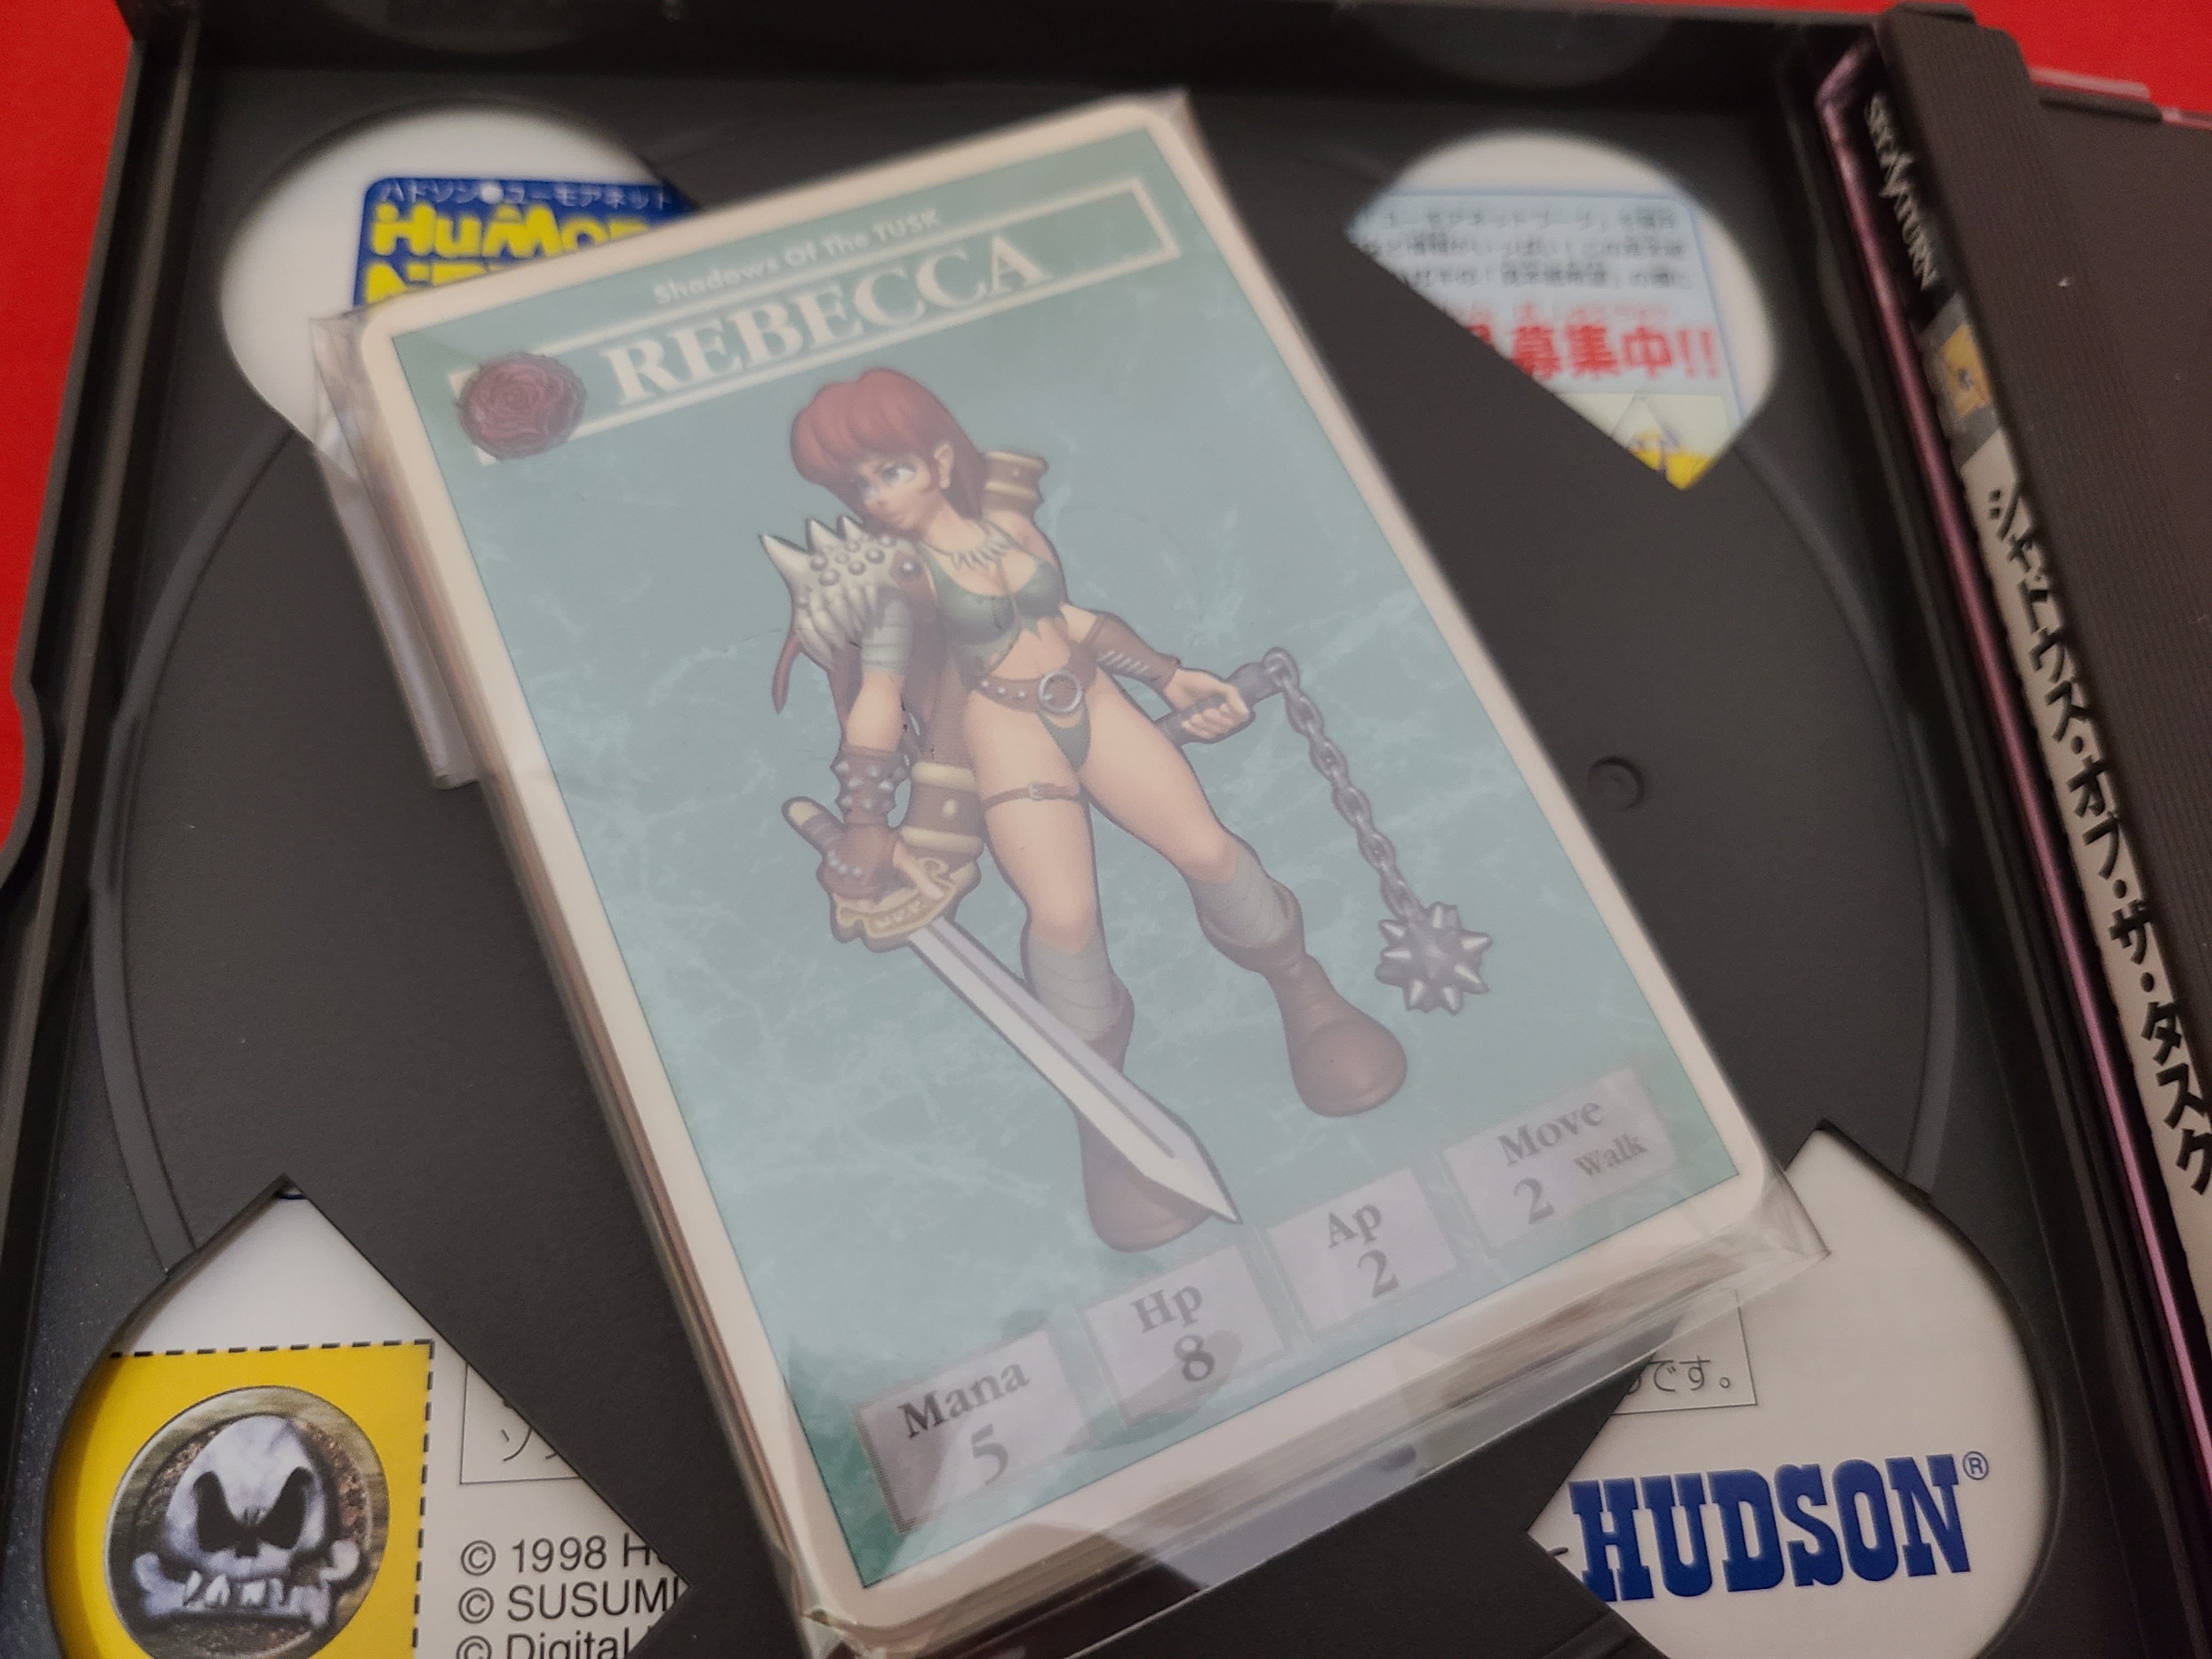 ハドソン●ユーモアネット
HuMor
Shadows Of The TUSK
REBECCA
募集中!!
SEGA SATURN
シャドウズ・オブ・ザ・タスク
Mana
5
Hp
8
Ap
2
Move
2 Walk
です。
© 1998 H
© SUSUMI
© Digital
HUDSON®